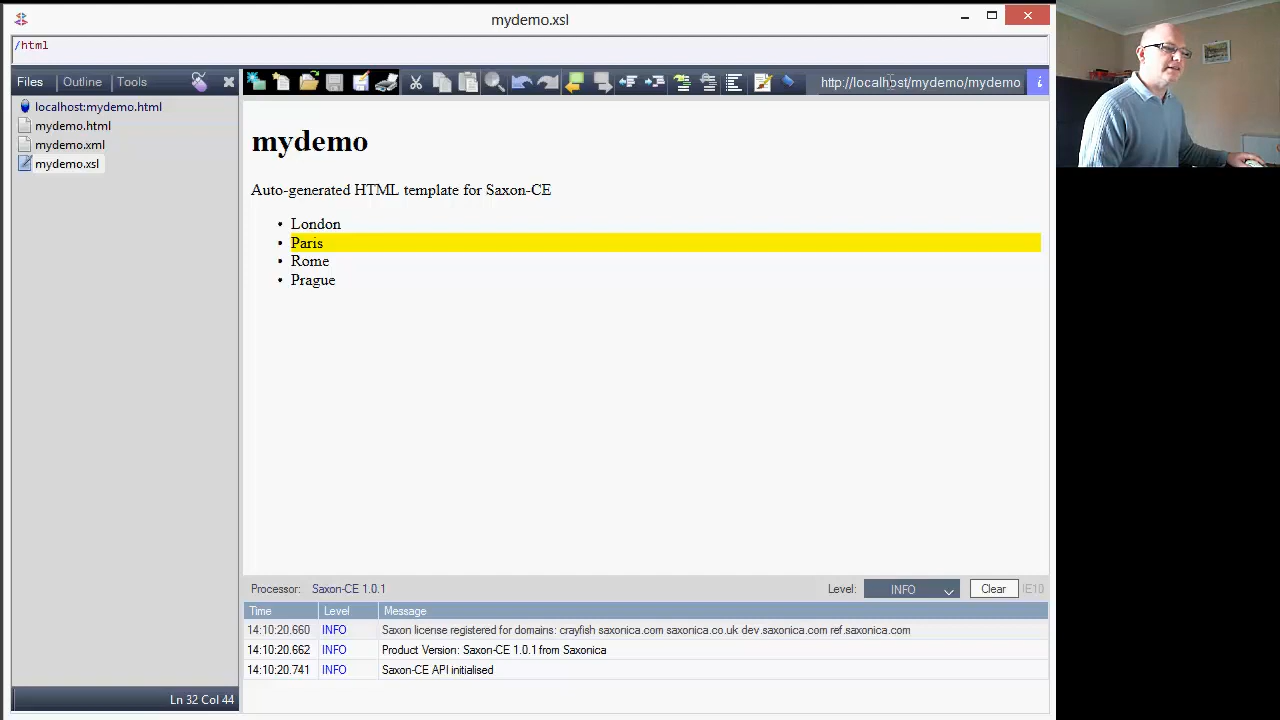 mydemo.xsl
/html
Files Outline Tools
http://localhost/mydemo/mydemo
localhost:mydemo.html
mydemo.html
mydemo.xml
mydemo.xsl
mydemo
Auto-generated HTML template for Saxon-CE
• London
• Paris
• Rome
• Prague
Processor: Saxon-CE 1.0.1 Level: INFO Clear IE10
Time Level Message
14:10:20.660 INFO Saxon license registered for domains: crayfish saxonica.com saxonica.co.uk dev.saxonica.com ref.saxonica.com
14:10:20.662 INFO Product Version: Saxon-CE 1.0.1 from Saxonica
14:10:20.741 INFO Saxon-CE API initialised
Ln 32 Col 44